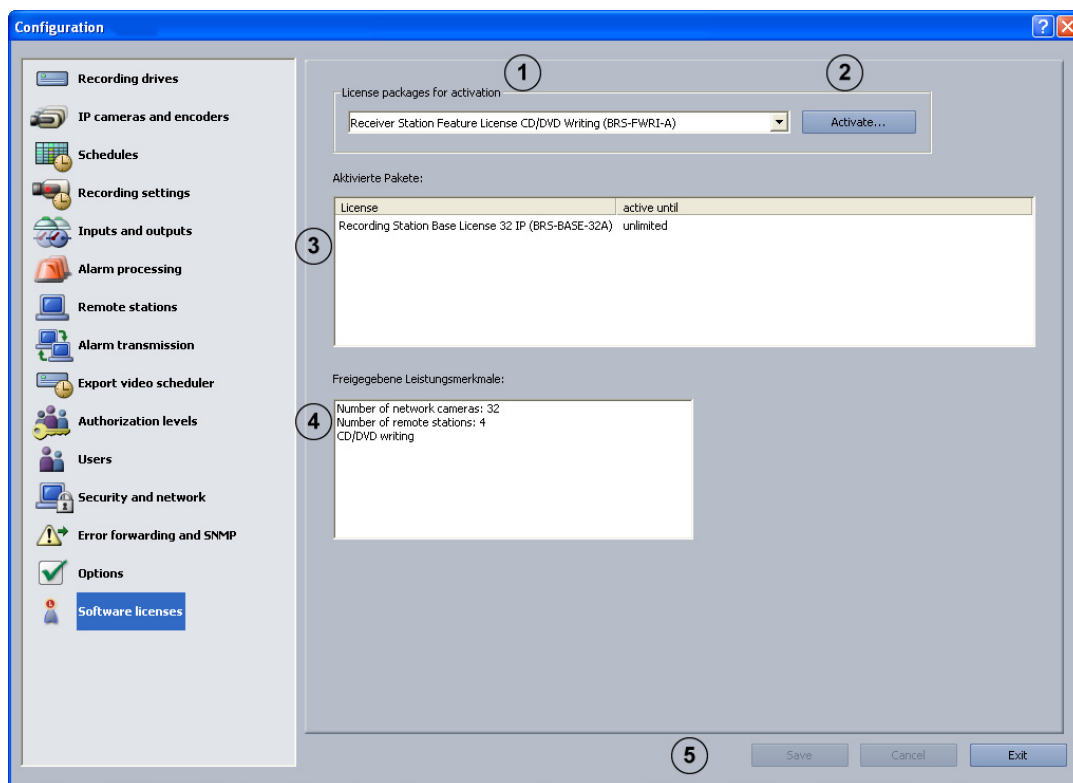 Configuration
Recording drives
IP cameras and encoders
Schedules
Recording settings
Inputs and outputs
Alarm processing
Remote stations
Alarm transmission
Export video scheduler
Authorization levels
Users
Security and network
Error forwarding and SNMP
Options
Software licenses
1
2
License packages for activation
Receiver Station Feature License CD/DVD Writing (BRS-FWRI-A)
Activate...
Aktivierte Pakete:
License active until
Recording Station Base License 32 IP (BRS-BASE-32A) unlimited
3
Freigegebene Leistungsmerkmale:
4
Number of network cameras: 32
Number of remote stations: 4
CD/DVD writing
5
Save
Cancel
Exit